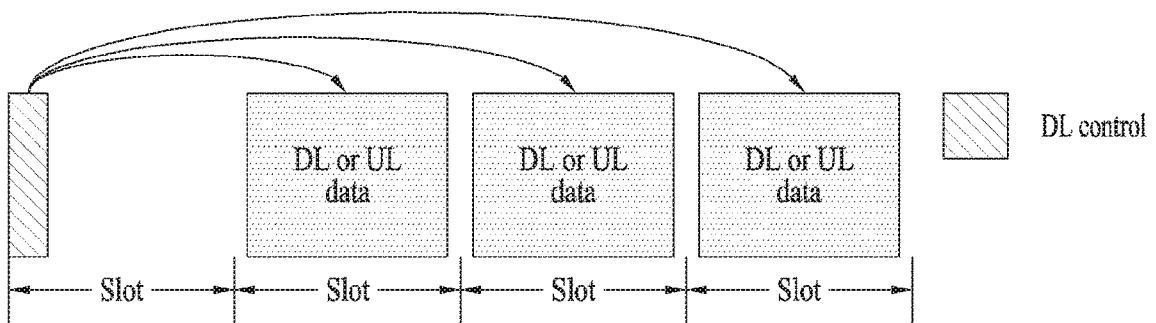 DL or UL
data
DL or UL
data
DL or UL
data
DL control
Slot
Slot
Slot
Slot